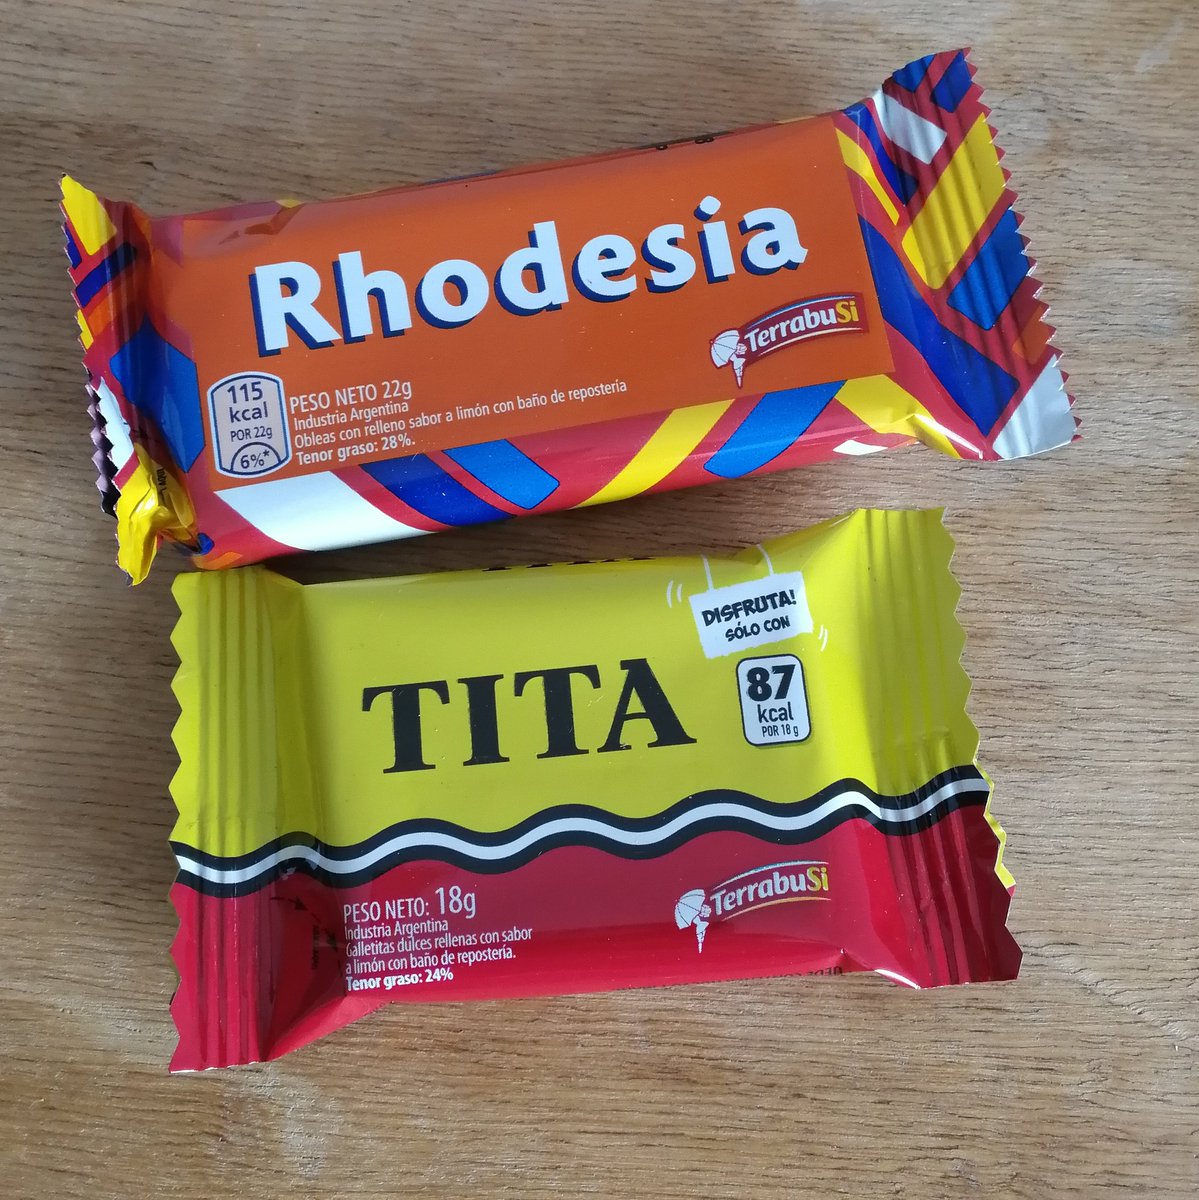 Rhodesia
TerrabuSi
115
kcal
POR 22g
6%*
PESO NETO 22g
Industria Argentina
Obleas con relleno sabor a limón con baño de repostería
Tenor graso: 28%.
DISFRUTA!
SÓLO CON
87
kcal
POR 18 g
TITA
TerrabuSi
PESO NETO: 18g
Industria Argentina
Galletitas dulces rellenas con sabor
a limón con baño de repostería.
Tenor graso: 24%